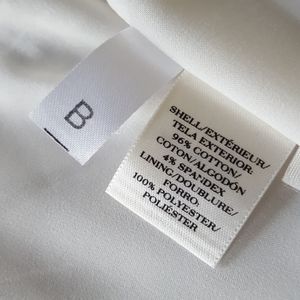 B
SHELL/EXTÉRIEUR/
TELA EXTERIOR:
96% COTTON/
COTON/ALGODÓN
4% SPANDEX
LINING/DOUBLURE/
FORRO:
100% POLYESTER/
POLIÉSTER